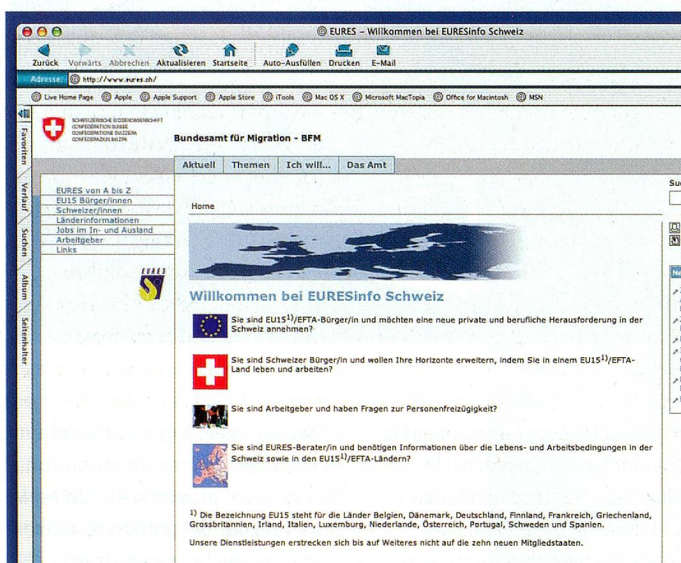 EURES – Willkommen bei EURESinfo Schweiz
Zurück Vorwärts Abbrechen Aktualisieren Startseite Auto-Ausfüllen Drucken E-Mail
Adresse: http://www.eures.ch/
Live Home Page Apple Apple Support Apple Store iTools Mac OS X Microsoft MacTopia Office for Macintosh MSN
Favoriten
Verlauf
Suchen
Album
Seitenhalter
SCHWEIZERISCHE EIDGENOSSENSCHAFT
CONFÉDÉRATION SUISSE
CONFEDERAZIONE SVIZZERA
CONFEDERAZIUN SVIZRA
Bundesamt für Migration - BFM
Aktuell Themen Ich will... Das Amt
EURES von A bis Z
EU15 Bürger/innen
Schweizer/innen
Länderinformationen
Jobs im In- und Ausland
Arbeitgeber
Links
EURES
Home
Willkommen bei EURESinfo Schweiz
Sie sind EU15¹⁾/EFTA-Bürger/in und möchten eine neue private und berufliche Herausforderung in der
Schweiz annehmen?
Sie sind Schweizer Bürger/in und wollen Ihre Horizonte erweitern, indem Sie in einem EU15¹⁾/EFTA-
Land leben und arbeiten?
Sie sind Arbeitgeber und haben Fragen zur Personenfreizügigkeit?
Sie sind EURES-Berater/in und benötigen Informationen über die Lebens- und Arbeitsbedingungen in der
Schweiz sowie in den EU15¹⁾/EFTA-Ländern?
¹⁾ Die Bezeichnung EU15 steht für die Länder Belgien, Dänemark, Deutschland, Finnland, Frankreich, Griechenland,
Grossbritannien, Irland, Italien, Luxemburg, Niederlande, Österreich, Portugal, Schweden und Spanien.
Unsere Dienstleistungen erstrecken sich bis auf Weiteres nicht auf die zehn neuen Mitgliedstaaten.